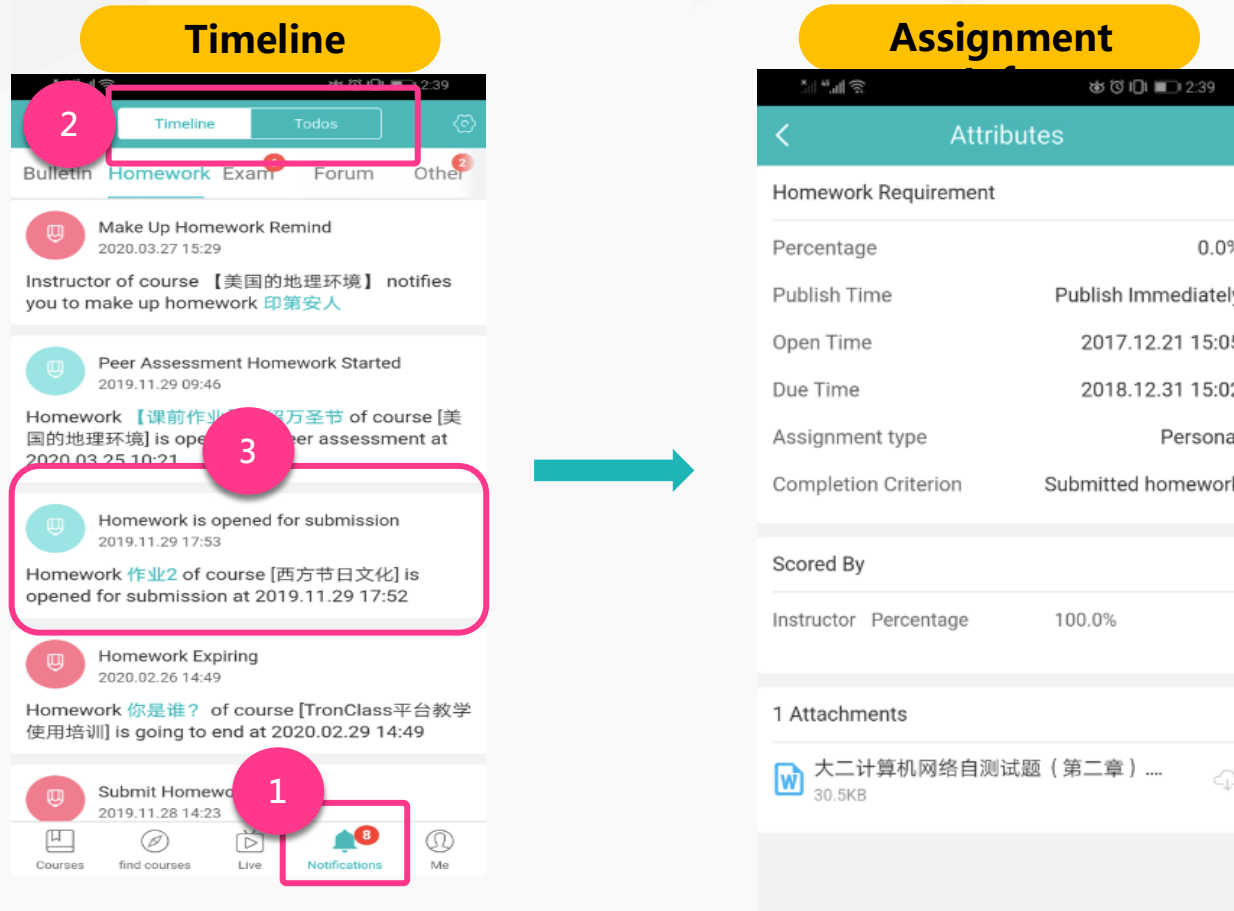 Timeline
2:39
2
Timeline
Todos
Bulletin
Homework
Exam
Forum
Other
2
Make Up Homework Remind
2020.03.27 15:29
Instructor of course 【美国的地理环境】 notifies
you to make up homework 印第安人
Peer Assessment Homework Started
2019.11.29 09:46
Homework 【课前作业 万圣节 of course [美
国的地理环境] is er assessment at
2020.03.25 10:21
3
Homework is opened for submission
2019.11.29 17:53
Homework 作业2 of course [西方节日文化] is
opened for submission at 2019.11.29 17:52
Homework Expiring
2020.02.26 14:49
Homework 你是谁？ of course [TronClass平台教学
使用培训] is going to end at 2020.02.29 14:49
1
Submit Homewo
2019.11.28 14:23
8
Courses
find courses
Live
Notifications
Me
Assignment
2:39
Attributes
Homework Requirement
Percentage 0.0%
Publish Time Publish Immediately
Open Time 2017.12.21 15:05
Due Time 2018.12.31 15:02
Assignment type Persona
Completion Criterion Submitted homework
Scored By
Instructor Percentage 100.0%
1 Attachments
W
大二计算机网络自测试题（第二章）....
30.5KB